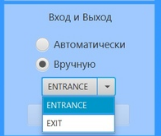 Вход и Выход
Автоматически
Вручную
ENTRANCE
ENTRANCE
EXIT